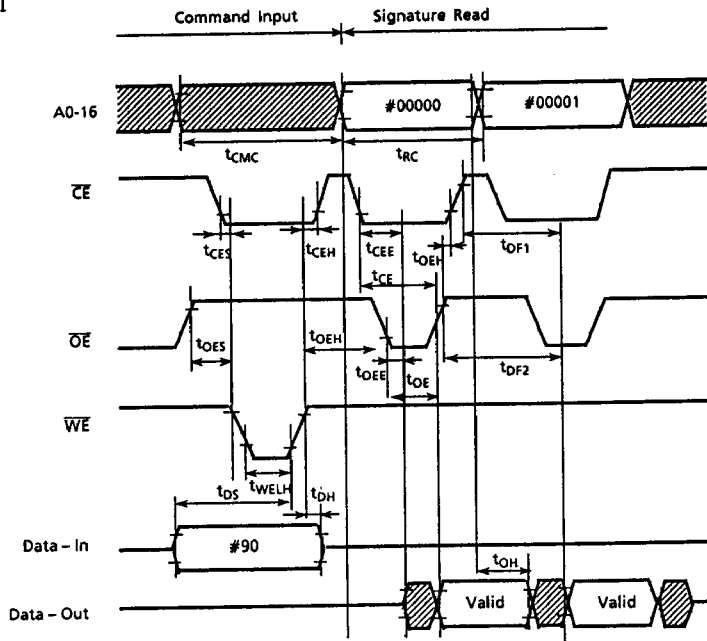 Command Input Signature Read
A0-16 #00000 #00001
tCMC tRC
CE
tCES tCEH tCEE tOEH tDF1
tCE
OE
tOES tOEH tOEE tOE tDF2
WE
tDS tWELH tDH
Data – In #90
tOH
Data – Out Valid Valid